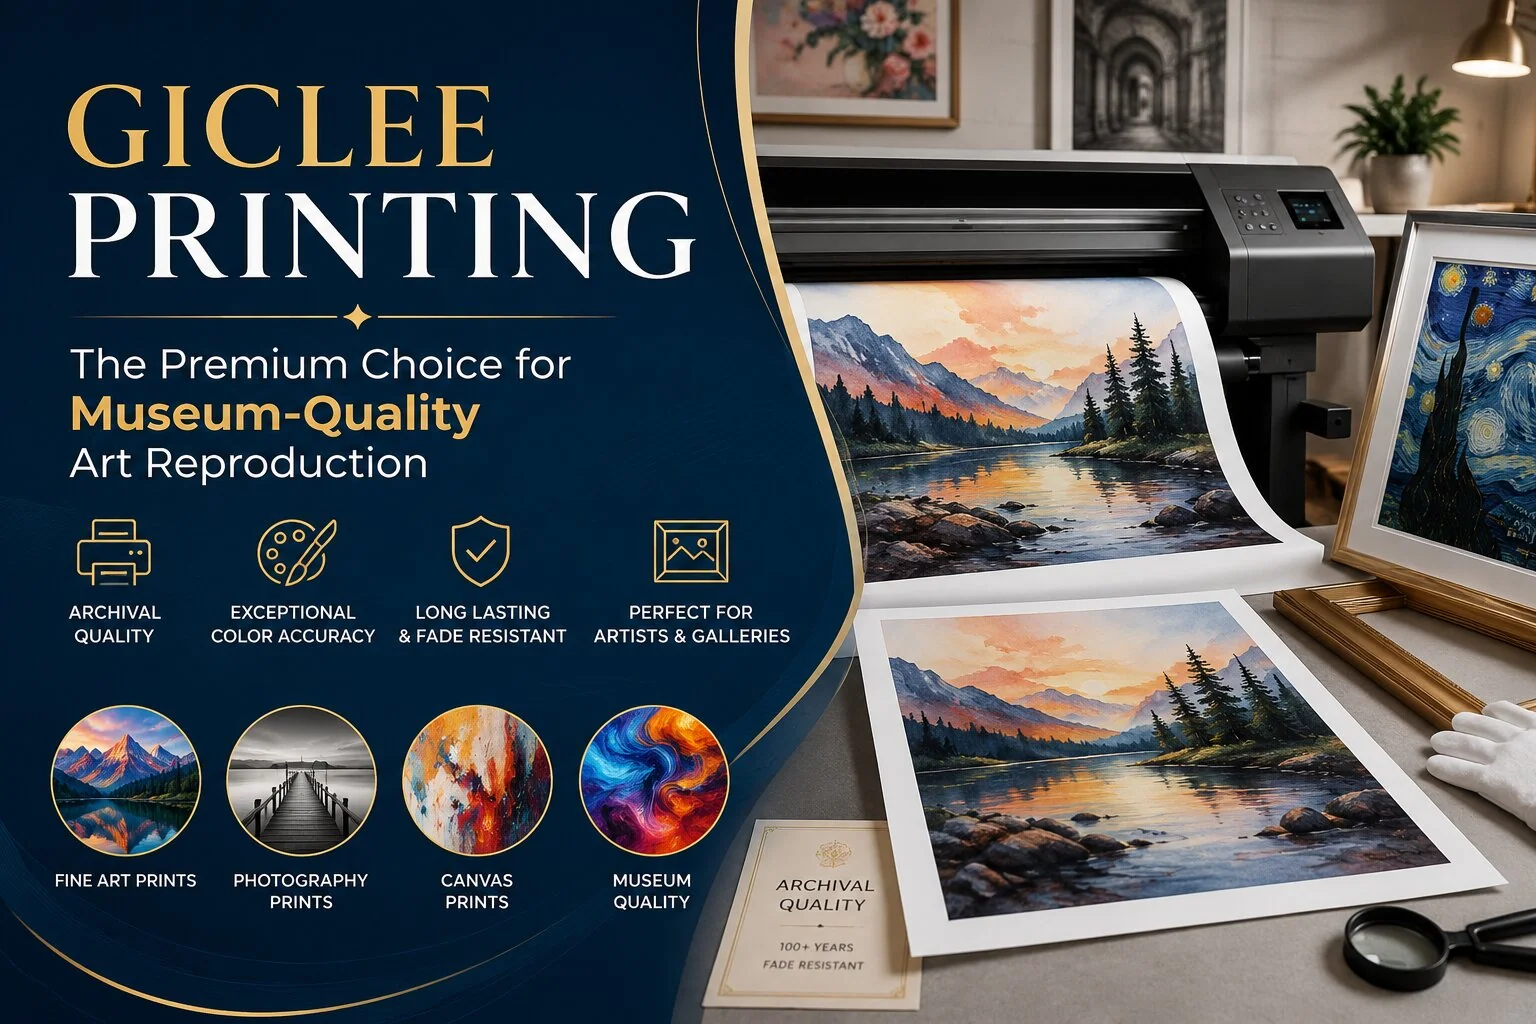 GICLEE
PRINTING
The Premium Choice for
Museum-Quality
Art Reproduction
ARCHIVAL
QUALITY
EXCEPTIONAL
COLOR ACCURACY
LONG LASTING
& FADE RESISTANT
PERFECT FOR
ARTISTS & GALLERIES
FINE ART PRINTS
PHOTOGRAPHY
PRINTS
CANVAS
PRINTS
MUSEUM
QUALITY
ARCHIVAL
QUALITY
100+ YEARS
FADE RESISTANT